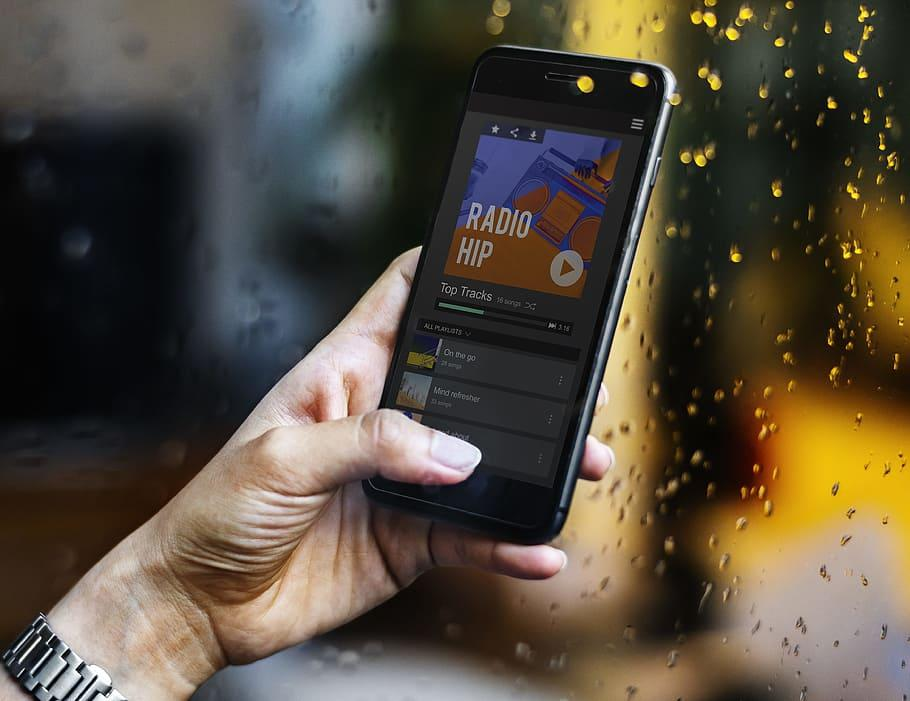 RADIO
HIP
Top Tracks 16 songs
3:16
ALL PLAYLISTS
On the go
28 songs
Mind refresher
33 songs
about